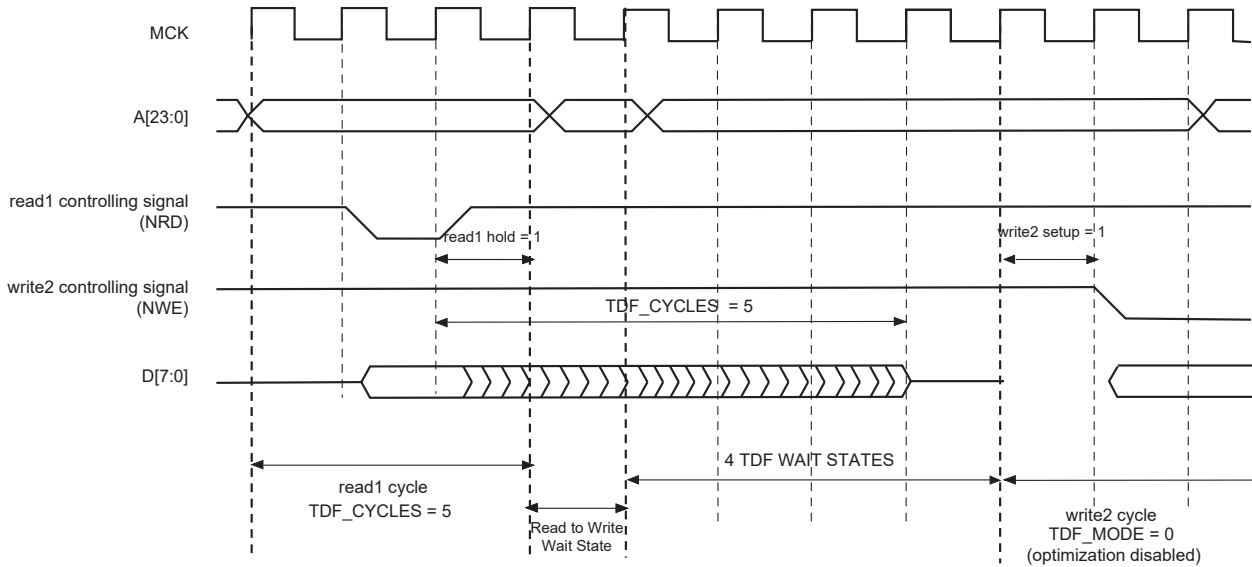 MCK
A[23:0]
read1 controlling signal
(NRD)
read1 hold = 1
write2 setup = 1
write2 controlling signal
(NWE)
TDF_CYCLES = 5
D[7:0]
4 TDF WAIT STATES
read1 cycle
TDF_CYCLES = 5
Read to Write
Wait State
write2 cycle
TDF_MODE = 0
(optimization disabled)